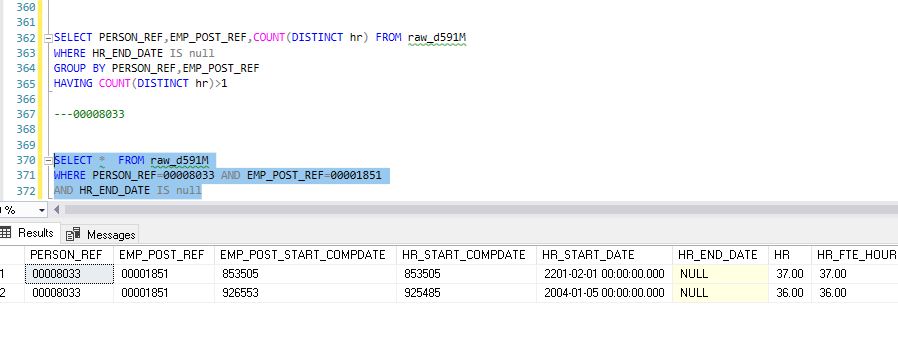 360
361
362 SELECT PERSON_REF,EMP_POST_REF,COUNT(DISTINCT hr) FROM raw_d591M
363 WHERE HR_END_DATE IS null
364 GROUP BY PERSON_REF,EMP_POST_REF
365 HAVING COUNT(DISTINCT hr)>1
366
367 ---00008033
368
369
370 SELECT * FROM raw_d591M
371 WHERE PERSON_REF=00008033 AND EMP_POST_REF=00001851
372 AND HR_END_DATE IS null
%
Results Messages
PERSON_REF EMP_POST_REF EMP_POST_START_COMPDATE HR_START_COMPDATE HR_START_DATE HR_END_DATE HR HR_FTE_HOUR
1 00008033 00001851 853505 853505 2201-02-01 00:00:00.000 NULL 37.00 37.00
2 00008033 00001851 926553 925485 2004-01-05 00:00:00.000 NULL 36.00 36.00